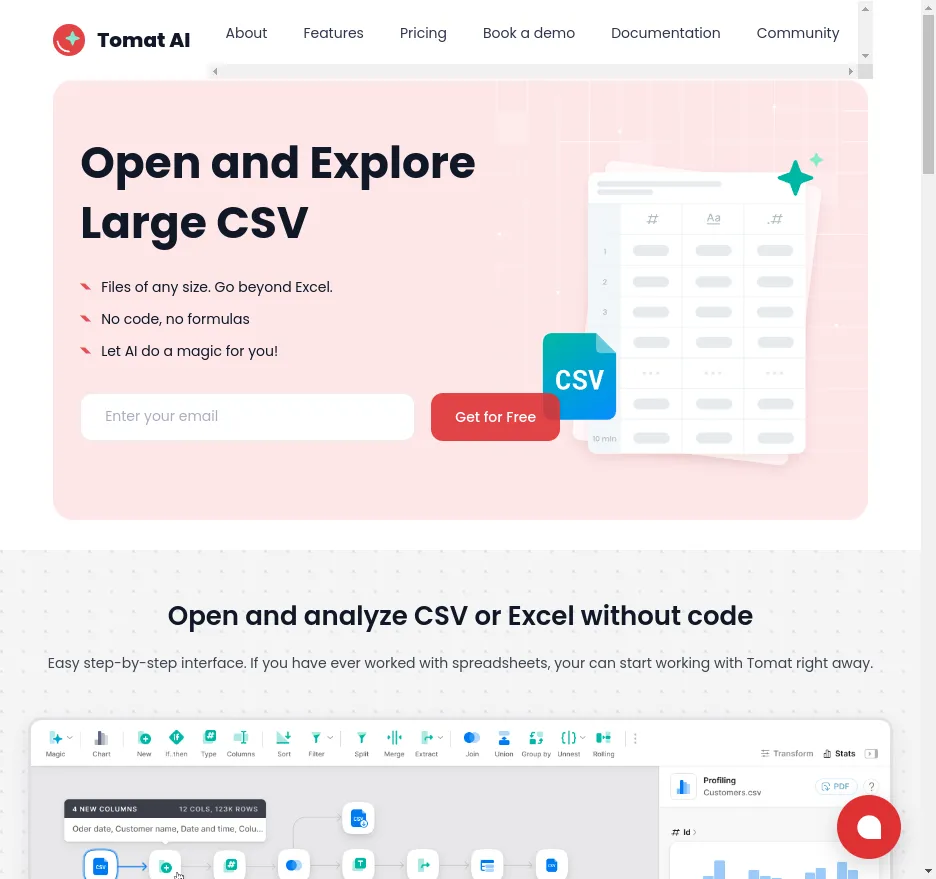 Tomat AI
About Features Pricing Book a demo Documentation Community
Open and Explore
Large CSV
Files of any size. Go beyond Excel.
No code, no formulas
Let AI do a magic for you!
Enter your email
Get for Free
# Aa .#
1
2
3
10 min
CSV
Open and analyze CSV or Excel without code
Easy step-by-step interface. If you have ever worked with spreadsheets, your can start working with Tomat right away.
Magic Chart New If..then Type Columns Sort Filter Split Merge Extract Join Union Group by Unnest Rolling
Transform Stats
Profiling
Customers.csv
PDF ?
4 NEW COLUMNS 12 COLS, 123K ROWS
Oder date, Customer name, Date and time, Colu...
# Id
CSV
CSV
CSV